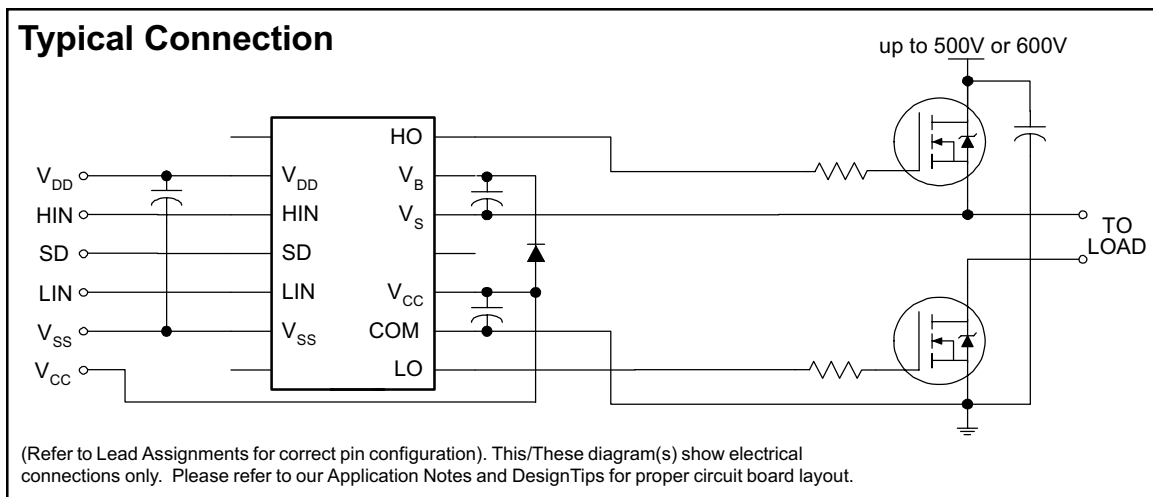 Typical Connection
up to 500V or 600V
HO
VDD
VDD
VB
HIN
HIN
VS
TO
LOAD
SD
SD
LIN
LIN
VCC
VSS
VSS
COM
VCC
LO
(Refer to Lead Assignments for correct pin configuration). This/These diagram(s) show electrical
connections only. Please refer to our Application Notes and DesignTips for proper circuit board layout.